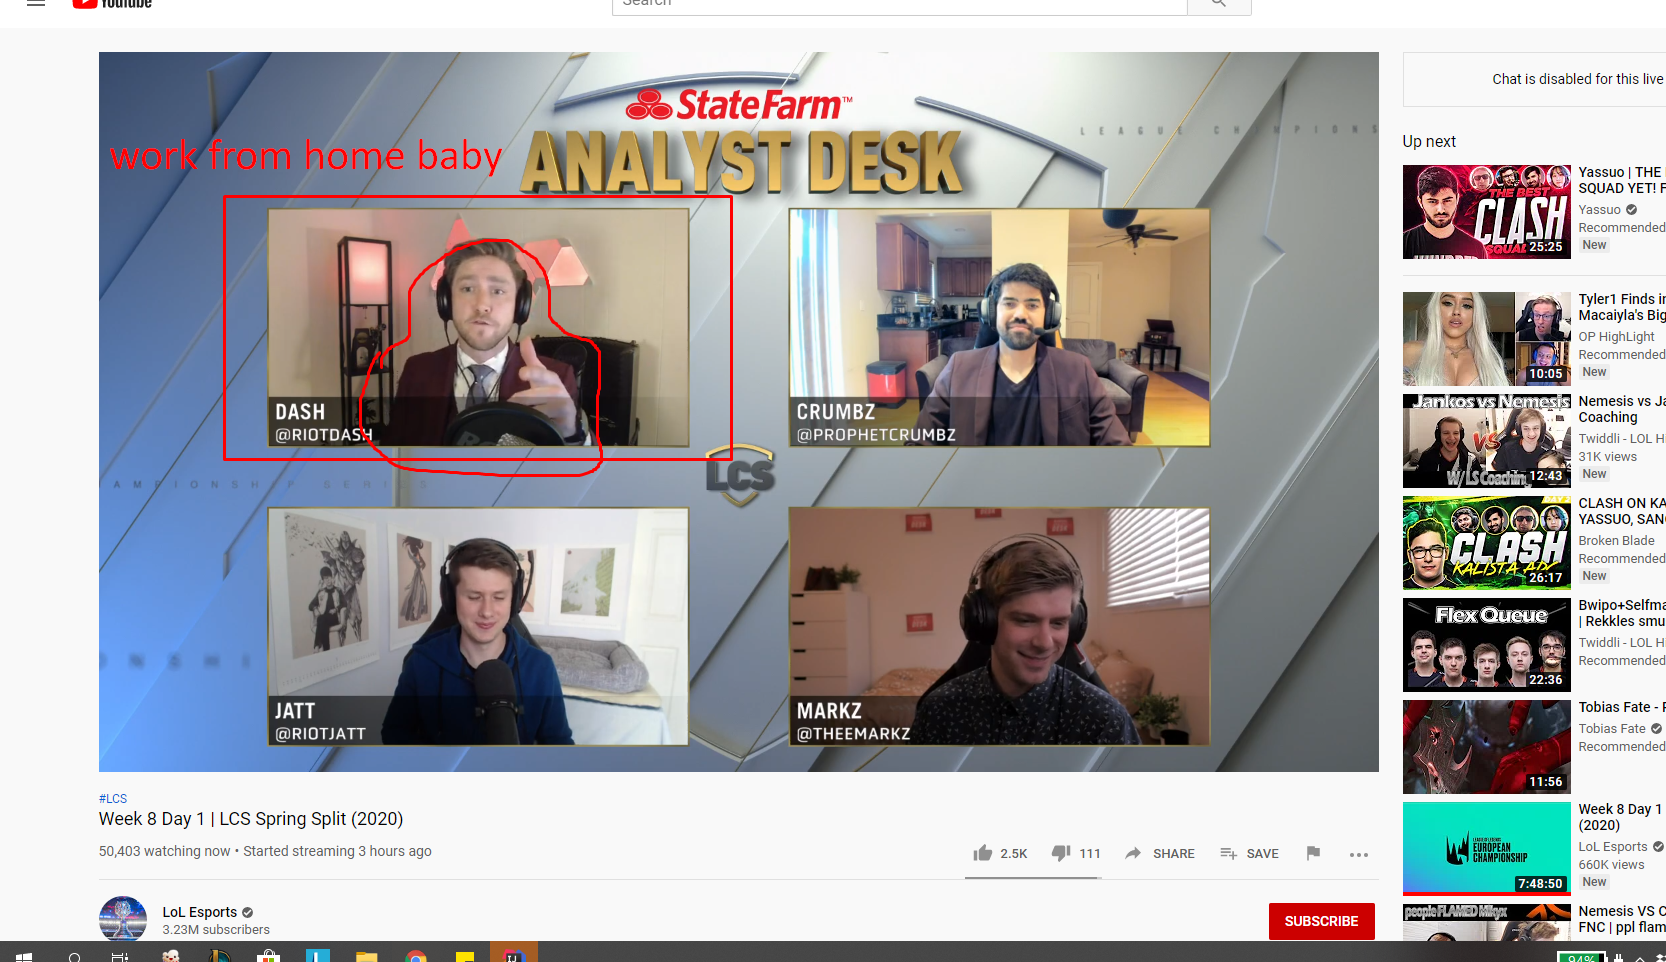 YouTube
Search
StateFarm™
ANALYST DESK
work from home baby
LEAGUE CHAMPIONS
DASH
@RIOTDASH
CRUMBZ
@PROPHETCRUMBZ
LCS
AMPIONSHIP SERIES
JATT
@RIOTJATT
MARKZ
@THEEMARKZ
#LCS
Week 8 Day 1 | LCS Spring Split (2020)
50,403 watching now • Started streaming 3 hours ago
2.5K
111
SHARE
SAVE
LoL Esports
3.23M subscribers
SUBSCRIBE
Chat is disabled for this live
Up next
THE BEST
CLASH
SQUAD
25:25
Yassuo | THE
SQUAD YET! F
Yassuo
Recommended
New
10:05
Tyler1 Finds in
Macaiyla's Big
OP HighLight
Recommended
New
Jankos vs Nemesis
VS
W/ LS Coaching
12:43
Nemesis vs Ja
Coaching
Twiddli - LOL Hi
31K views
New
CLASH
KALISTA ADC
26:17
CLASH ON KA
YASSUO, SAN
Broken Blade
Recommended
New
Flex Queue
22:36
Bwipo+Selfma
| Rekkles smu
Twiddli - LOL Hi
Recommended
11:56
Tobias Fate - F
Tobias Fate
Recommended
EUROPEAN
CHAMPIONSHIP
7:48:50
Week 8 Day 1
(2020)
LoL Esports
660K views
New
people FLAMED Mikyx
Nemesis VS C
FNC | ppl flam
94%